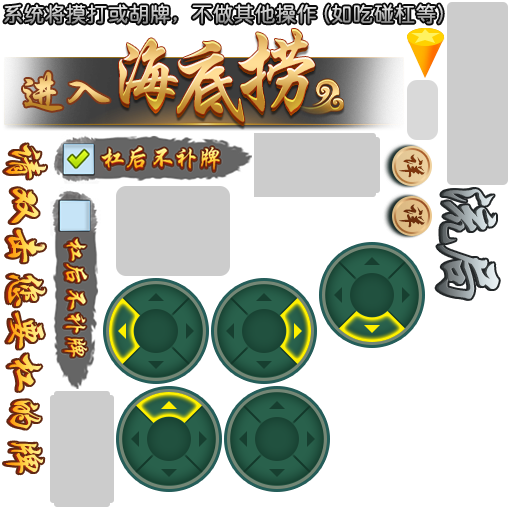 系统将摸打或胡牌，不做其他操作(如吃碰杠等)
进入海底捞
杠后不补牌
请双击您要杠的牌
杠后不补牌
祥
祥
流局